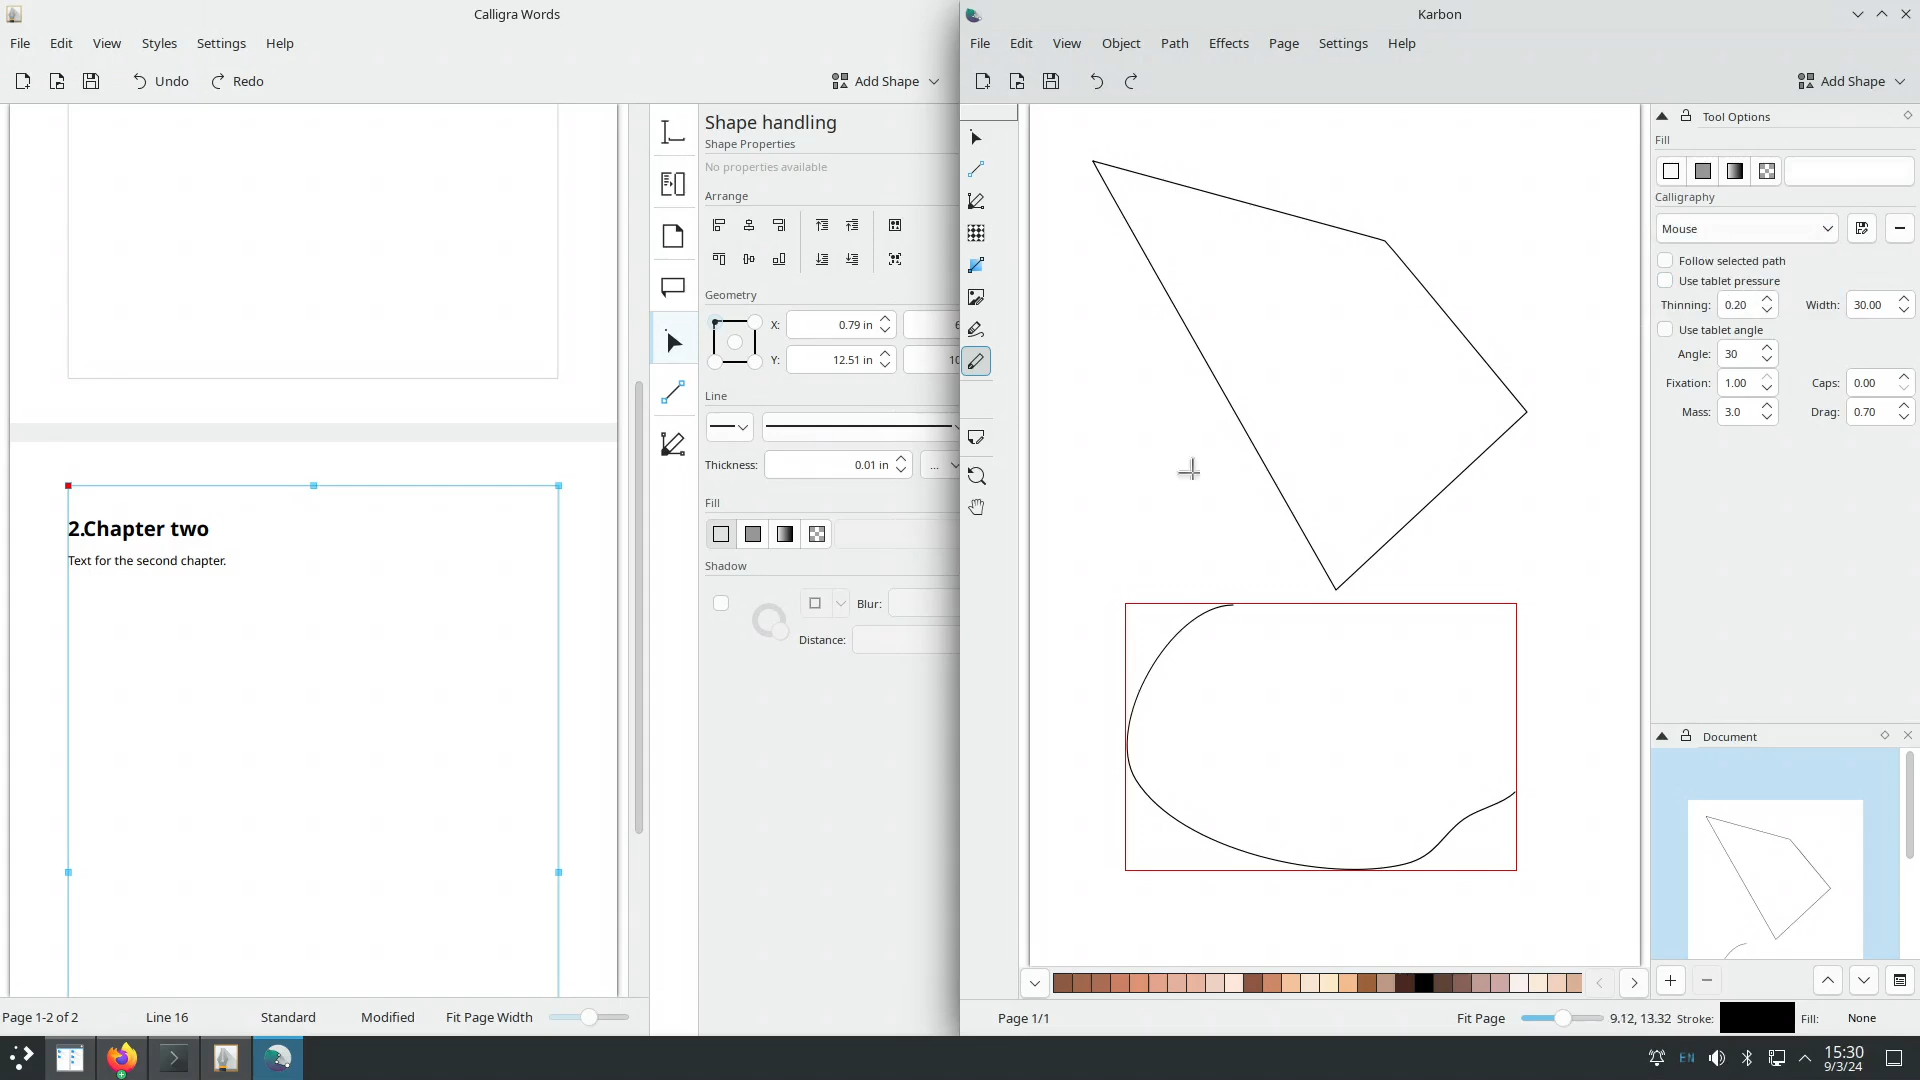 Calligra Words
File Edit View Styles Settings Help
Undo Redo Add Shape
Shape handling
Shape Properties
No properties available
Arrange
Geometry
X: 0.79 in
Y: 12.51 in
Line
Thickness: 0.01 in ...
Fill
Shadow
Blur:
Distance:
2.Chapter two
Text for the second chapter.
Page 1-2 of 2 Line 16 Standard Modified Fit Page Width
Karbon
File Edit View Object Path Effects Page Settings Help
Add Shape
Tool Options
Fill
Calligraphy
Mouse
Follow selected path
Use tablet pressure
Thinning: 0.20 Width: 30.00
Use tablet angle
Angle: 30
Fixation: 1.00 Caps: 0.00
Mass: 3.0 Drag: 0.70
Document
Page 1/1 Fit Page 9.12, 13.32 Stroke: Fill: None
EN 15:30
9/3/24